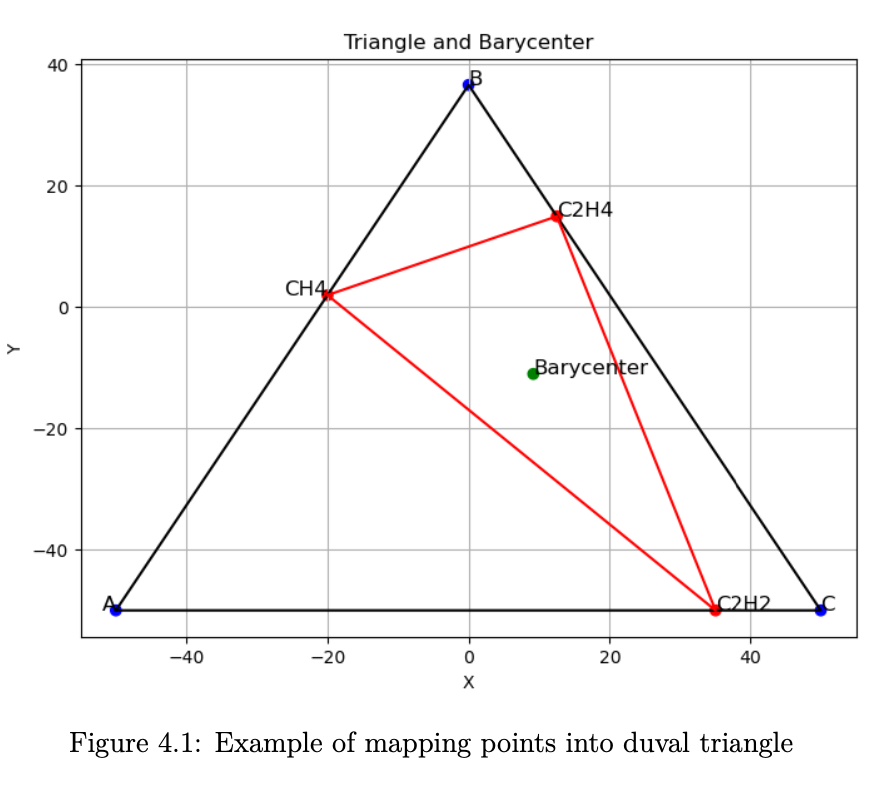 Triangle and Barycenter
40
B
20
C2H4
CH4
0
Y
Barycenter
−20
−40
A
C2H2
C
−40
−20
0
20
40
X
Figure 4.1: Example of mapping points into duval triangle